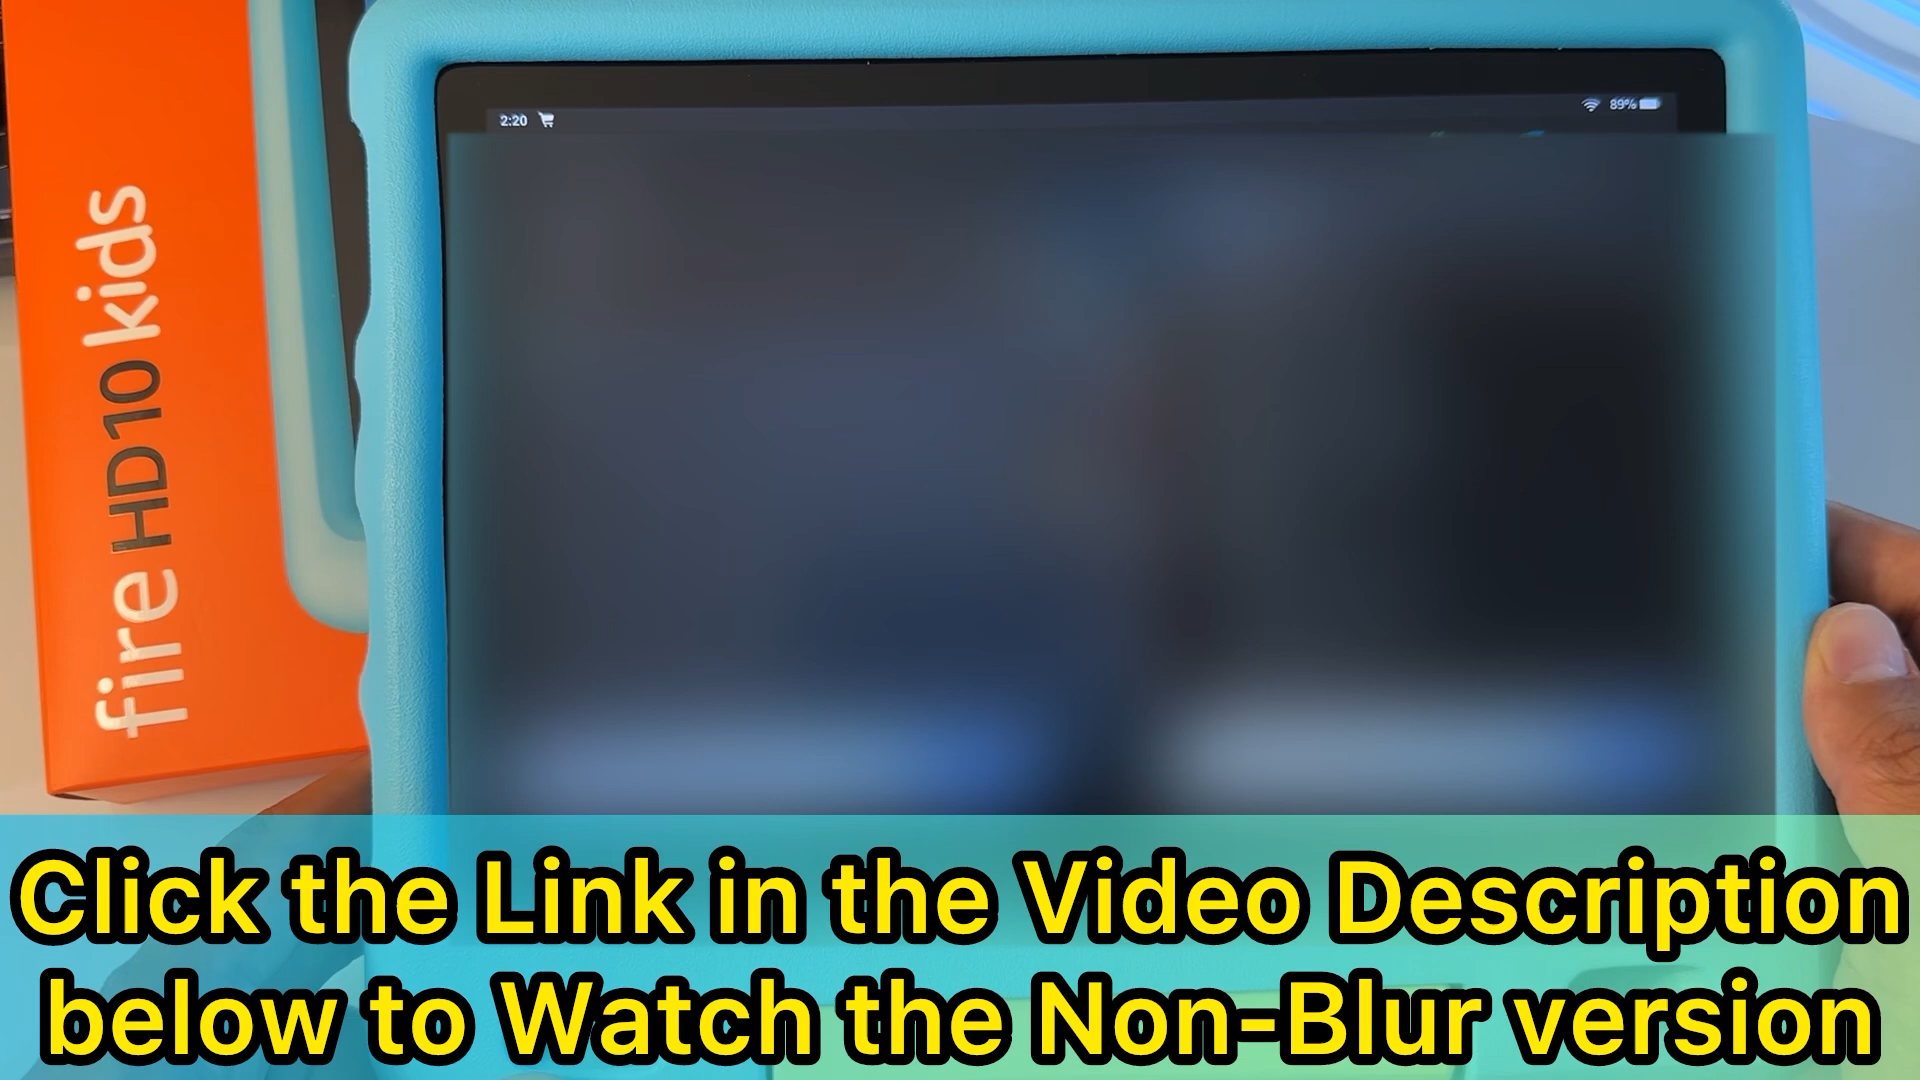 2:20
89%
fire HD10 kids
Click the Link in the Video Description
below to Watch the Non-Blur version